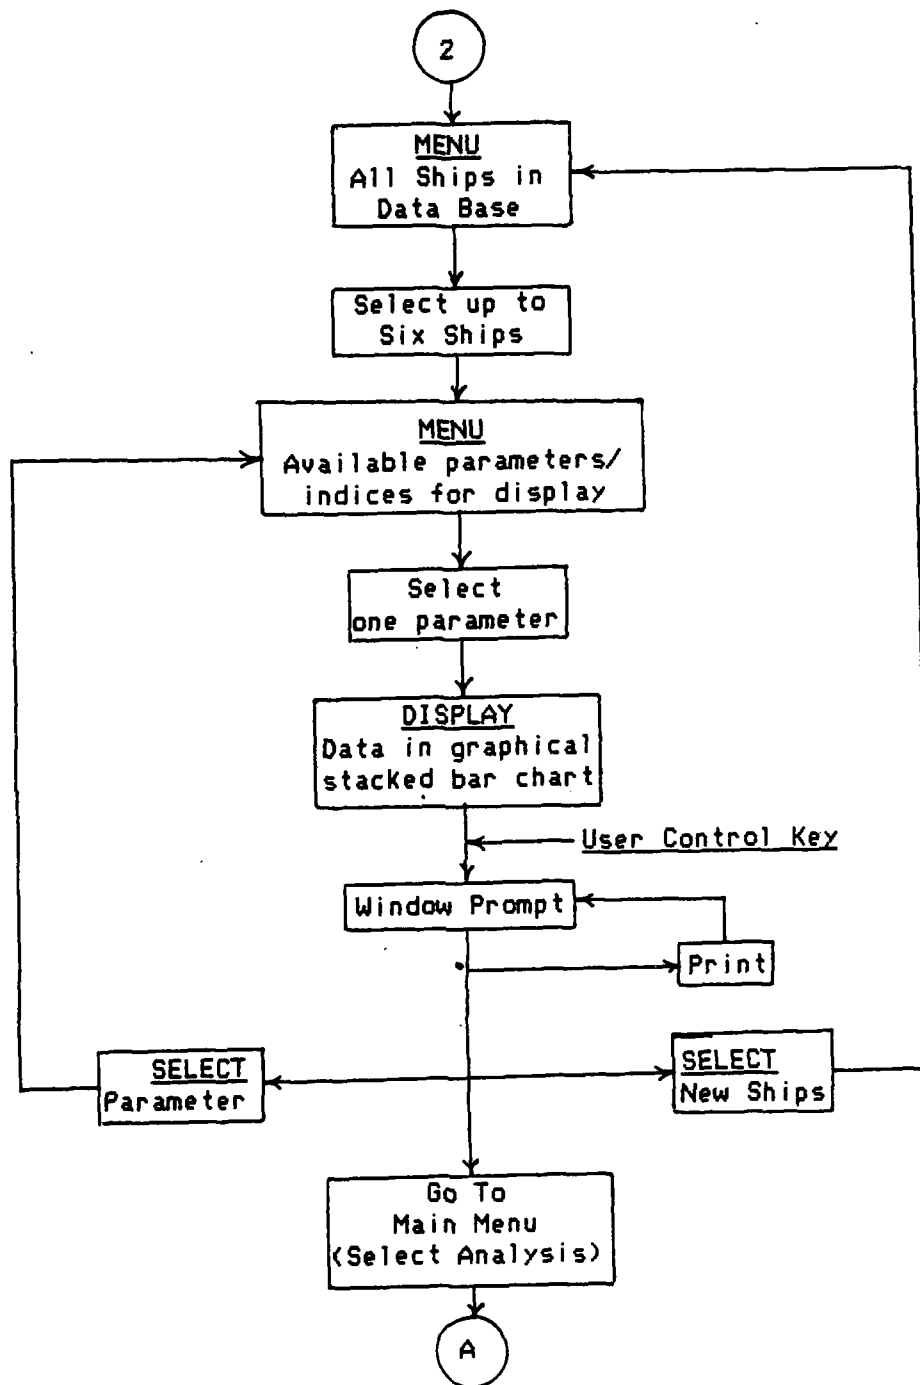 2
MENU
All Ships in
Data Base
Select up to
Six Ships
MENU
Available parameters/
indices for display
Select
one parameter
DISPLAY
Data in graphical
stacked bar chart
User Control Key
Window Prompt
Print
SELECT
Parameter
SELECT
New Ships
Go To
Main Menu
(Select Analysis)
A